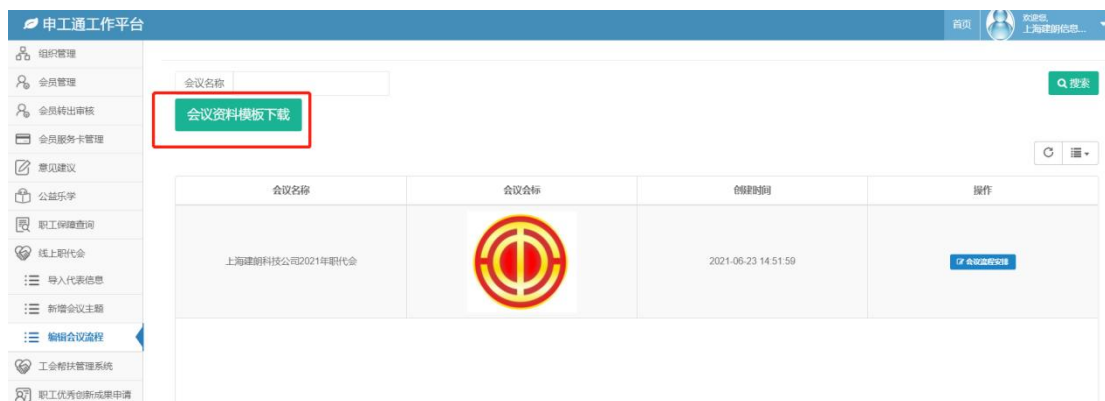 申工通工作平台
首页
欢迎您,
上海建朗信息...
组织管理
会员管理
会员转出审核
会员服务卡管理
意见建议
公益乐学
职工保障查询
线上职代会
导入代表信息
新增会议主题
编辑会议流程
工会帮扶管理系统
职工优秀创新成果申请
会议名称
搜索
会议资料模板下载
会议名称 会议会标 创建时间 操作
上海建朗科技公司2021年职代会 2021-06-23 14:51:59 会议流程安排